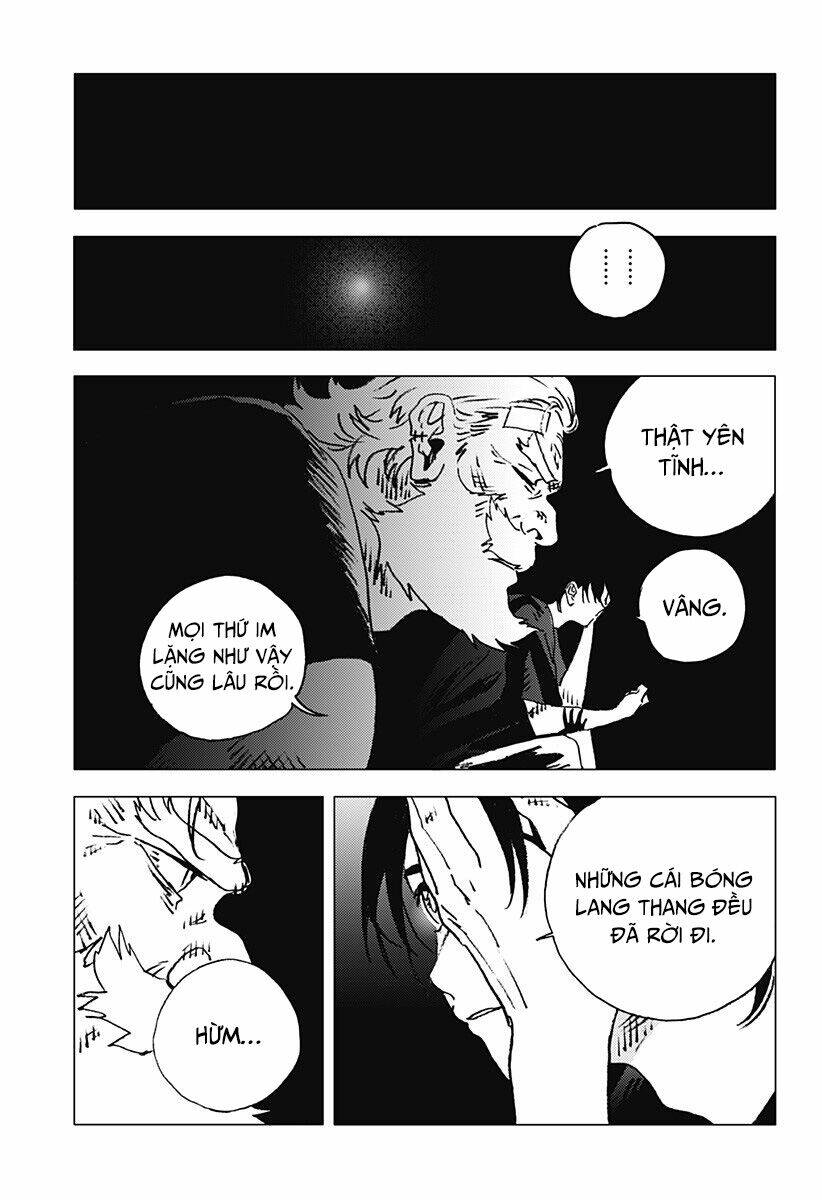 ⋮⋮
THẬT YÊN
TĨNH...
VÂNG.
MỌI THỨ IM
LẶNG NHƯ VẬY
CŨNG LÂU RỒI.
NHỮNG CÁI BÓNG
LANG THANG ĐỀU
ĐÃ RỜI ĐI.
HỪM...